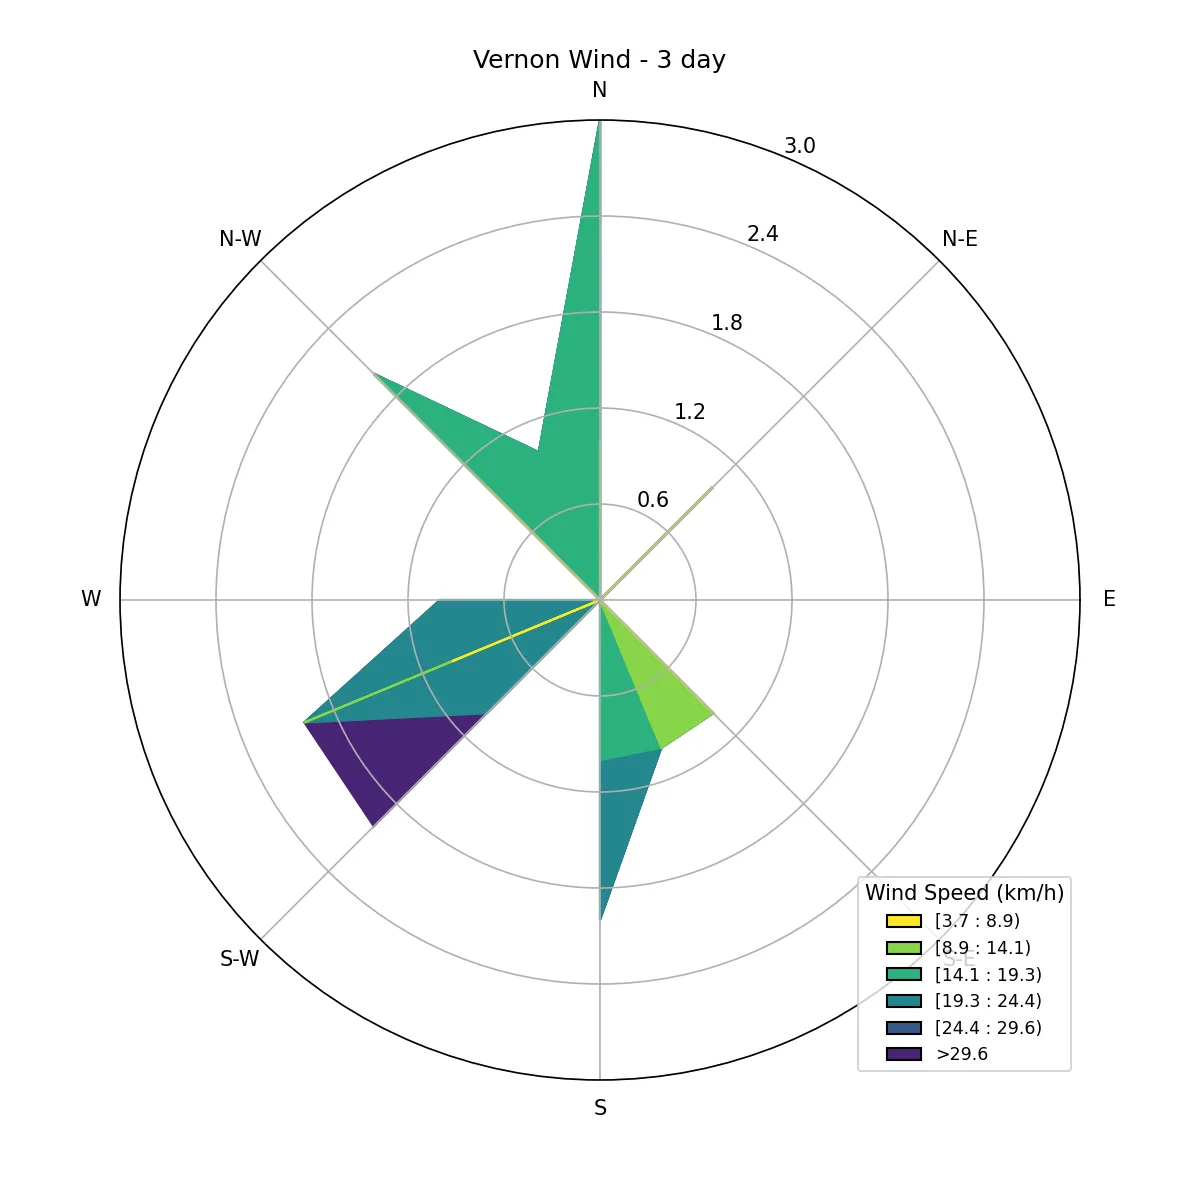 Vernon Wind - 3 day
N
3.0
N-W
2.4
N-E
1.8
1.2
0.6
W
E
Wind Speed (km/h)
[3.7 : 8.9)
[8.9 : 14.1)
S-W
S-E
[14.1 : 19.3)
[19.3 : 24.4)
[24.4 : 29.6)
>29.6
S